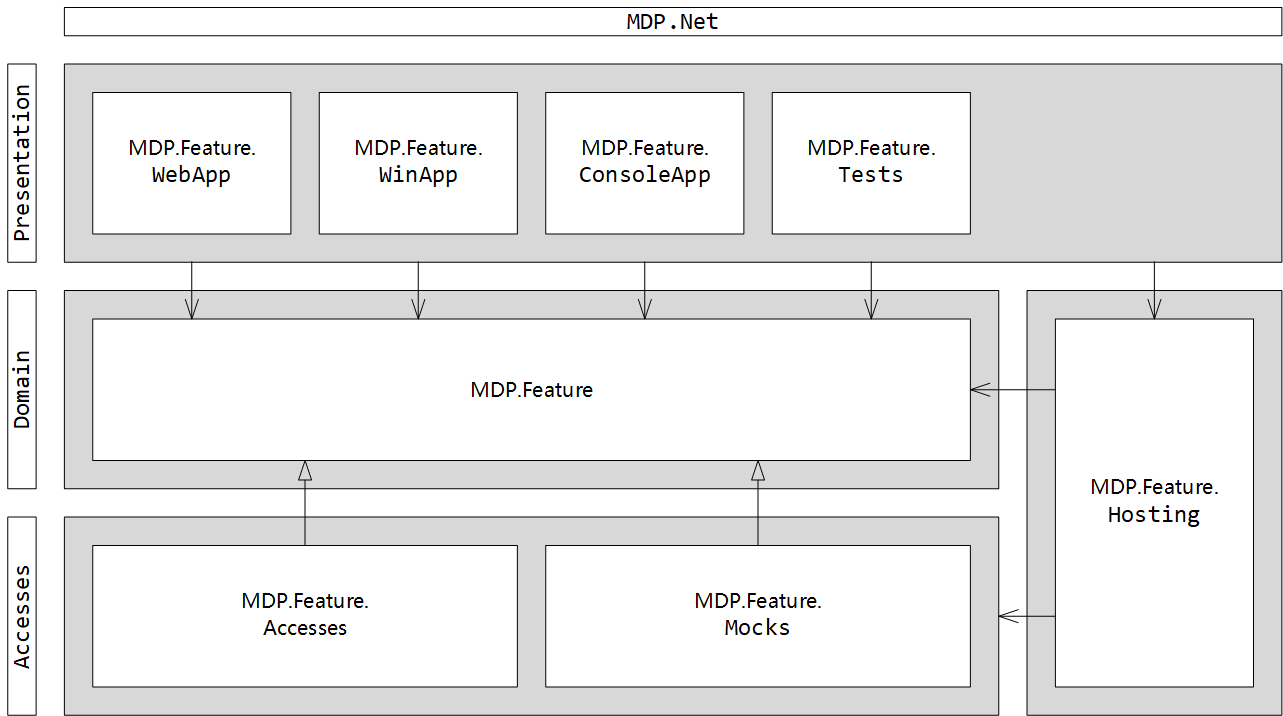 MDP.Net
Presentation
MDP.Feature.
WebApp
MDP.Feature.
WinApp
MDP.Feature.
ConsoleApp
MDP.Feature.
Tests
Domain
MDP.Feature
MDP.Feature.
Hosting
Accesses
MDP.Feature.
Accesses
MDP.Feature.
Mocks